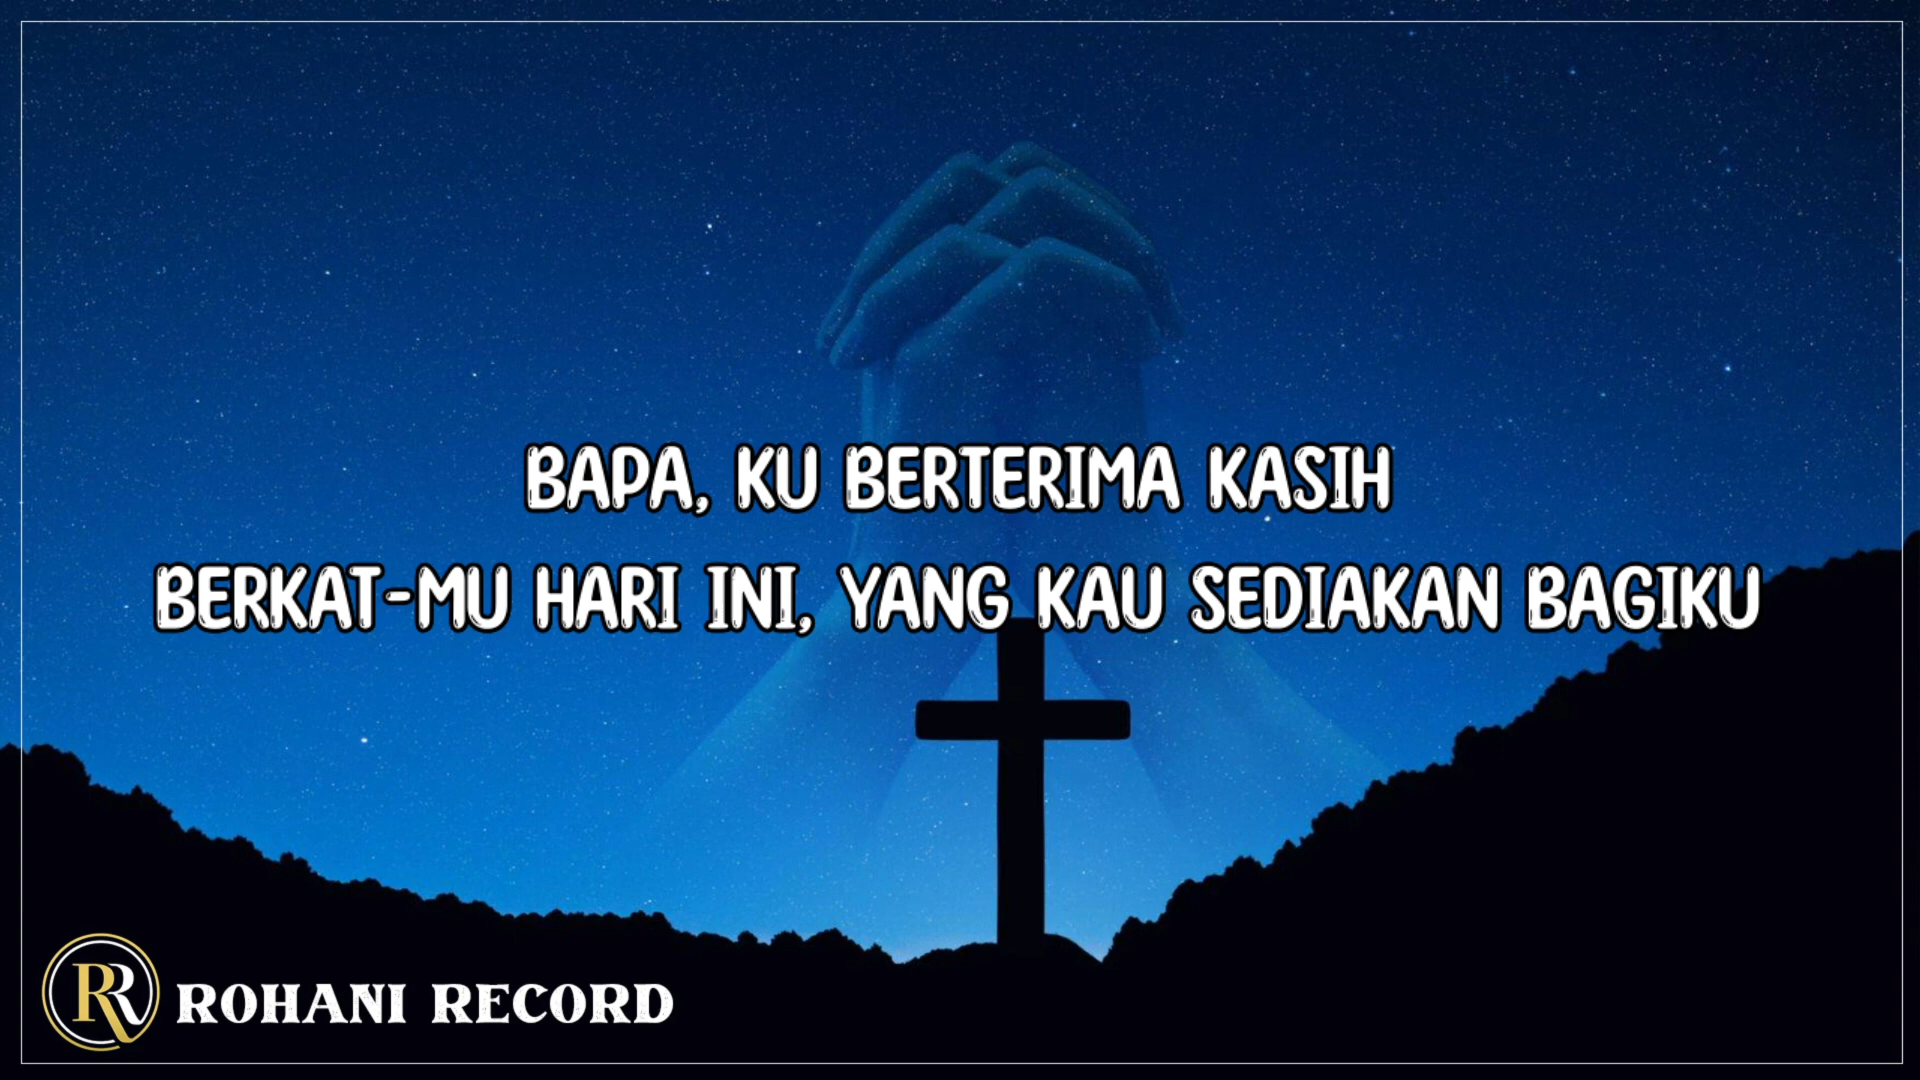 BAPA, KU BERTERIMA KASIH
BERKAT-MU HARI INI, YANG KAU SEDIAKAN BAGIKU
RR ROHANI RECORD